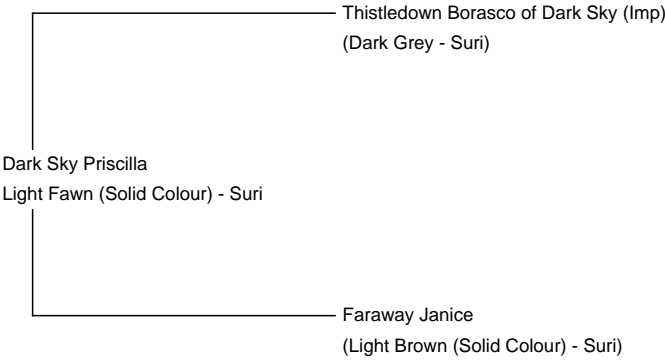 Thistledown Borasco of Dark Sky (Imp)
(Dark Grey - Suri)
Dark Sky Priscilla
Light Fawn (Solid Colour) - Suri
Faraway Janice
(Light Brown (Solid Colour) - Suri)